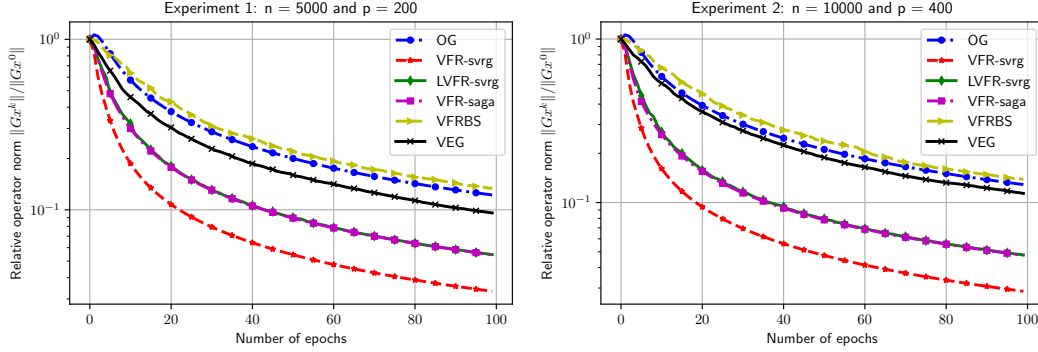 Experiment 1: n = 5000 and p = 200
Relative operator norm ||Gx^k||/||Gx^0||
10^0
10^{-1}
OG
VFR-svrg
LVFR-svrg
VFR-saga
VFRBS
VEG
0 20 40 60 80 100
Number of epochs
Experiment 2: n = 10000 and p = 400
Relative operator norm ||Gx^k||/||Gx^0||
10^0
10^{-1}
OG
VFR-svrg
LVFR-svrg
VFR-saga
VFRBS
VEG
0 20 40 60 80 100
Number of epochs